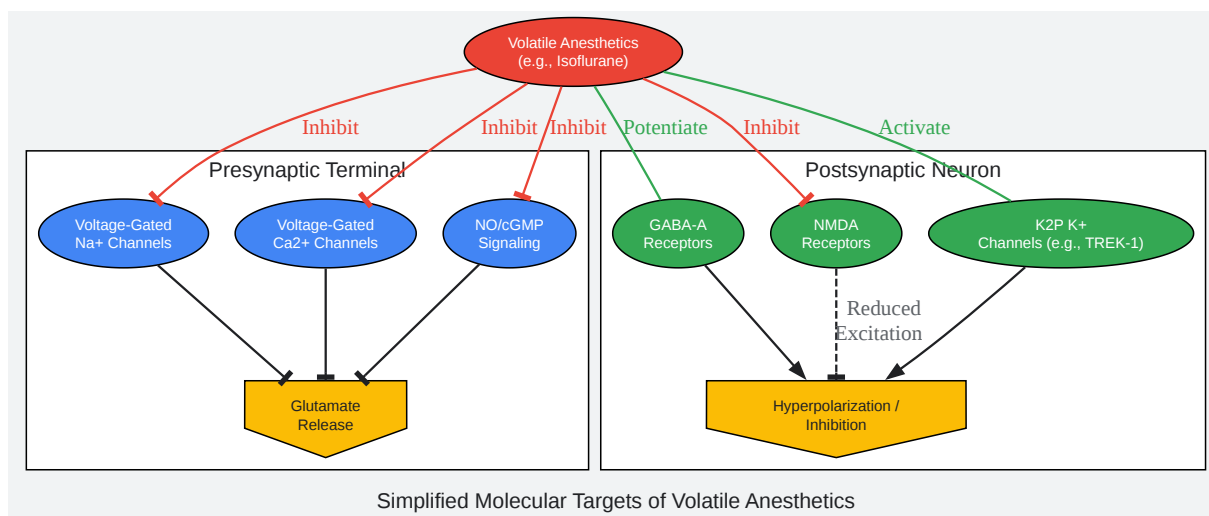 Volatile Anesthetics
(e.g., Isoflurane)
Inhibit
Inhibit
Inhibit
Potentiate
Inhibit
Activate
Presynaptic Terminal
Postsynaptic Neuron
Voltage-Gated
Na+ Channels
Voltage-Gated
Ca2+ Channels
NO/cGMP
Signaling
GABA-A
Receptors
NMDA
Receptors
K2P K+
Channels (e.g., TREK-1)
Reduced
Excitation
Glutamate
Release
Hyperpolarization /
Inhibition
Simplified Molecular Targets of Volatile Anesthetics